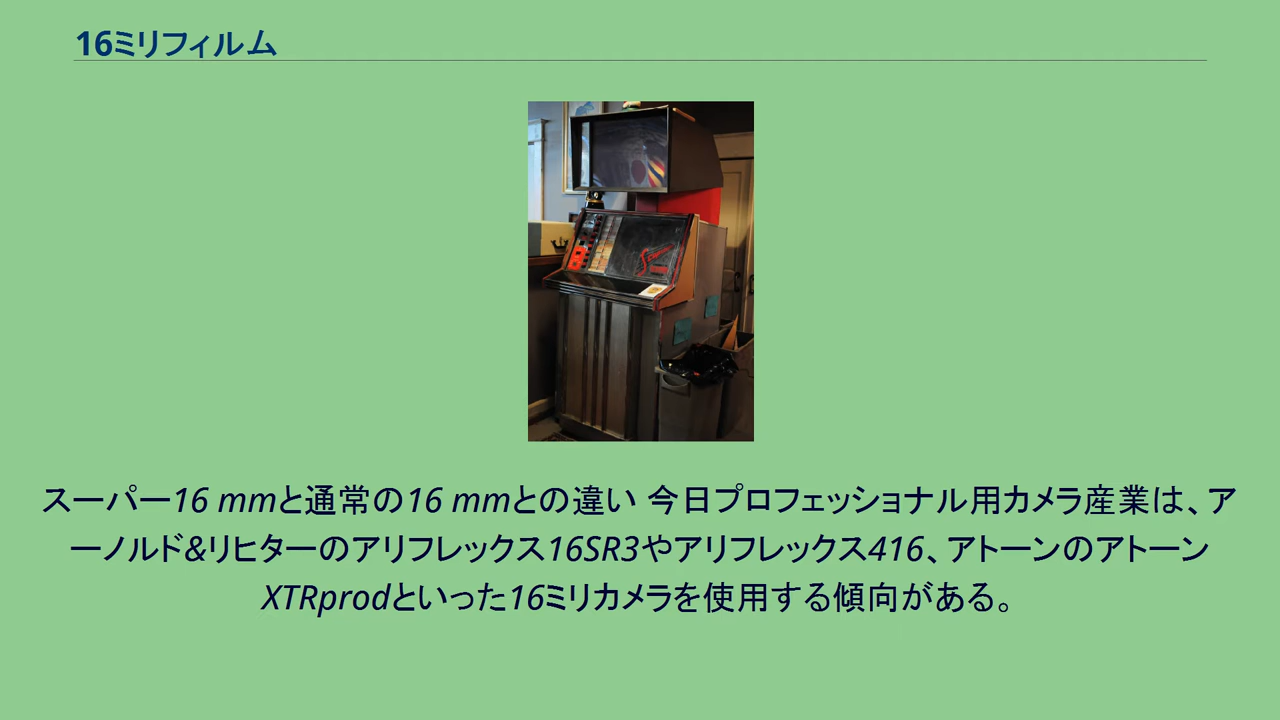 16ミリフィルム
スーパー16 mmと通常の16 mmとの違い 今日プロフェッショナル用カメラ産業は、ア
ーノルド&リヒターのアリフレックス16SR3やアリフレックス416、アトーンのアトーン
XTRprodといった16ミリカメラを使用する傾向がある。